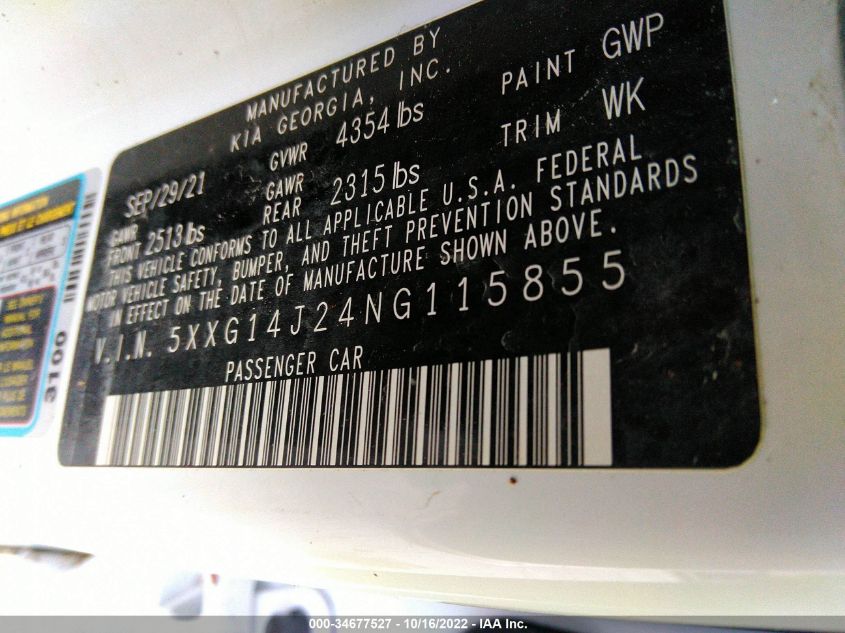 MANUFACTURED BY
KIA GEORGIA, INC.
SEP/29/21 GVWR 4354 lbs PAINT GWP
GAWR FRONT 2513 lbs GAWR REAR 2315 lbs TRIM WK
THIS VEHICLE CONFORMS TO ALL APPLICABLE U.S.A. FEDERAL
MOTOR VEHICLE SAFETY, BUMPER, AND THEFT PREVENTION STANDARDS
IN EFFECT ON THE DATE OF MANUFACTURE SHOWN ABOVE.
V.I.N. 5XXG14J24NG115855
PASSENGER CAR
3100
000-34677527 - 10/16/2022 - IAA Inc.